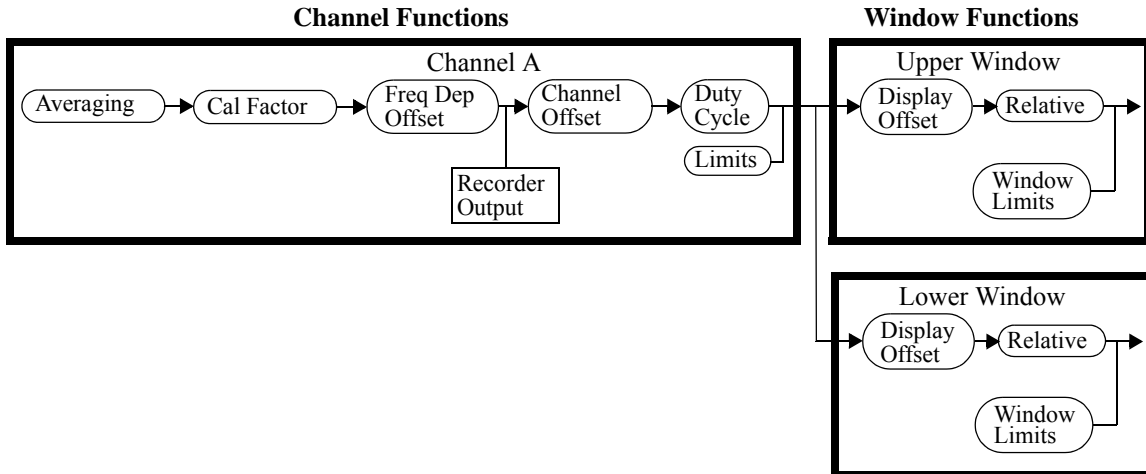 Channel Functions
Window Functions
Channel A
Averaging
Cal Factor
Freq Dep
Offset
Channel
Offset
Duty
Cycle
Limits
Recorder
Output
Upper Window
Display
Offset
Relative
Window
Limits
Lower Window
Display
Offset
Relative
Window
Limits